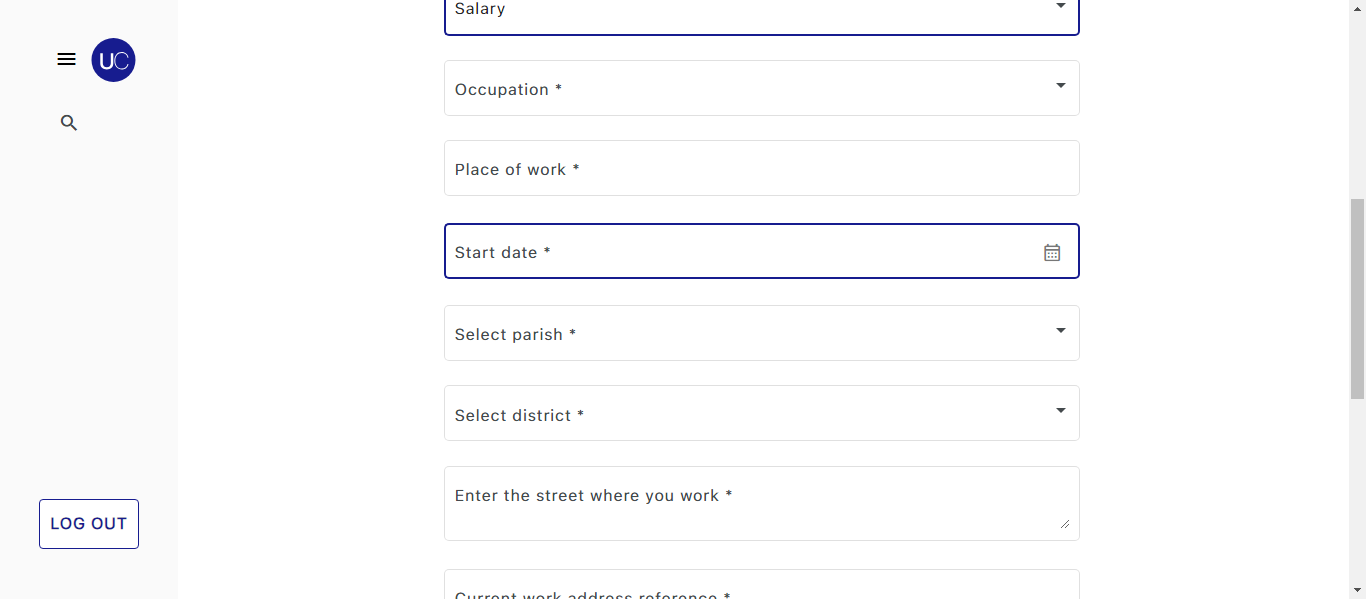 Salary
UC
Occupation *
Place of work *
Start date *
Select parish *
Select district *
Enter the street where you work *
LOG OUT
Current work address reference *